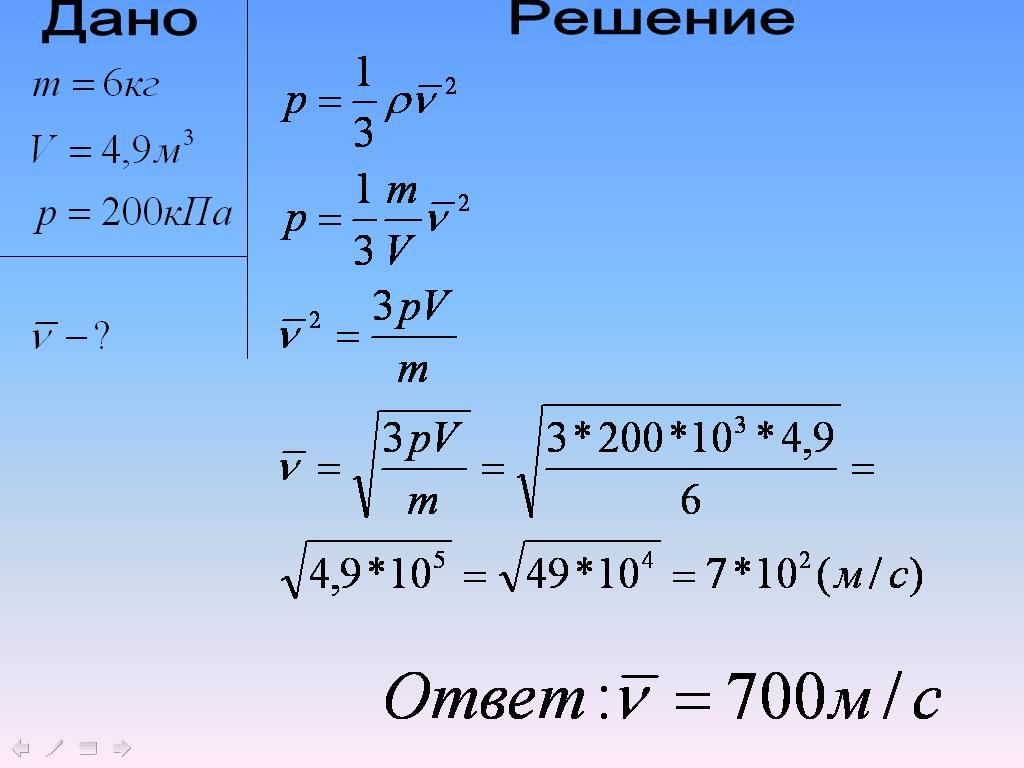 Дано
m = 6кг
V = 4,9м³
p = 200кПа
v̅ − ?
Решение
p = 1/3 ρv̅²
p = 1/3 m/V v̅²
v̅² = 3pV/m
v̅ = √(3pV/m) = √(3*200*10³*4,9/6) =
√(4,9*10⁵) = √(49*10⁴) = 7*10² (м/с)
Ответ: v̅ = 700м/с